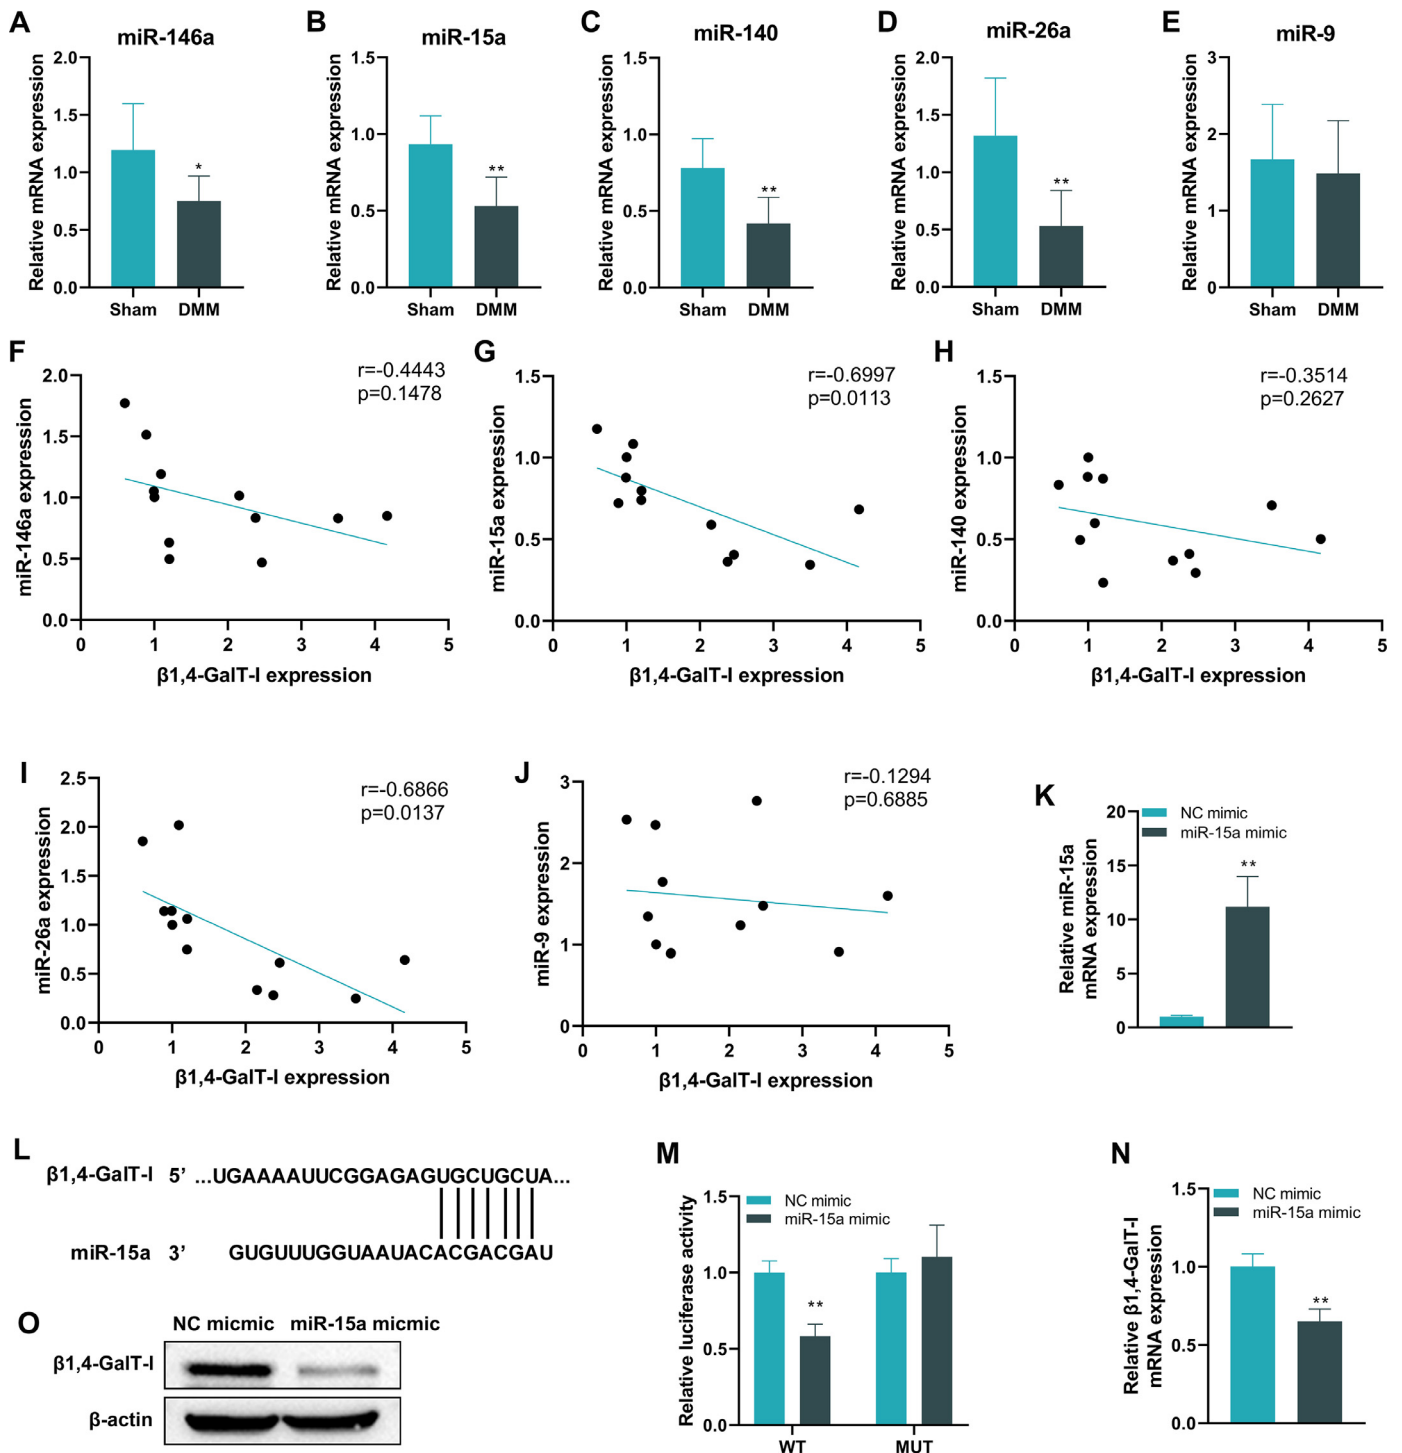 A
miR-146a
Relative mRNA expression
2.0
1.5
1.0
0.5
0.0
*
Sham DMM
B
miR-15a
Relative mRNA expression
1.5
1.0
0.5
0.0
**
Sham DMM
C
miR-140
Relative mRNA expression
1.5
1.0
0.5
0.0
**
Sham DMM
D
miR-26a
Relative mRNA expression
2.0
1.5
1.0
0.5
0.0
**
Sham DMM
E
miR-9
Relative mRNA expression
3
2
1
0
Sham DMM
F
r=-0.4443
p=0.1478
miR-146a expression
2.0
1.5
1.0
0.5
0.0
0 1 2 3 4 5
β1,4-GalT-I expression
G
r=-0.6997
p=0.0113
miR-15a expression
1.5
1.0
0.5
0.0
0 1 2 3 4 5
β1,4-GalT-I expression
H
r=-0.3514
p=0.2627
miR-140 expression
1.5
1.0
0.5
0.0
0 1 2 3 4 5
β1,4-GalT-I expression
I
r=-0.6866
p=0.0137
miR-26a expression
2.5
2.0
1.5
1.0
0.5
0.0
0 1 2 3 4 5
β1,4-GalT-I expression
J
r=-0.1294
p=0.6885
miR-9 expression
3
2
1
0
0 1 2 3 4 5
β1,4-GalT-I expression
K
Relative miR-15a
mRNA expression
20
15
10
5
0
NC mimic
miR-15a mimic
**
L
β1,4-GalT-I 5’ ...UGAAAAUUCGGAGAGUGCUGCUA...
miR-15a 3’ GUGUUUGGUAAUACACGACGAU
M
Relative luciferase activity
1.5
1.0
0.5
0.0
NC mimic
miR-15a mimic
**
WT MUT
N
Relative β1,4-GalT-I
mRNA expression
1.5
1.0
0.5
0.0
NC mimic
miR-15a mimic
**
O
NC micmic miR-15a micmic
β1,4-GalT-I
β-actin